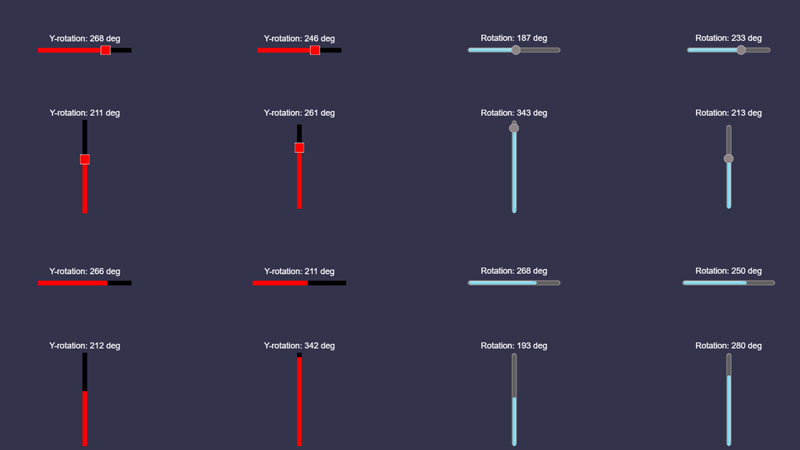 Y-rotation: 268 deg
Y-rotation: 246 deg
Rotation: 187 deg
Rotation: 233 deg
Y-rotation: 211 deg
Y-rotation: 261 deg
Rotation: 343 deg
Rotation: 213 deg
Y-rotation: 266 deg
Y-rotation: 211 deg
Rotation: 268 deg
Rotation: 250 deg
Y-rotation: 212 deg
Y-rotation: 342 deg
Rotation: 193 deg
Rotation: 280 deg